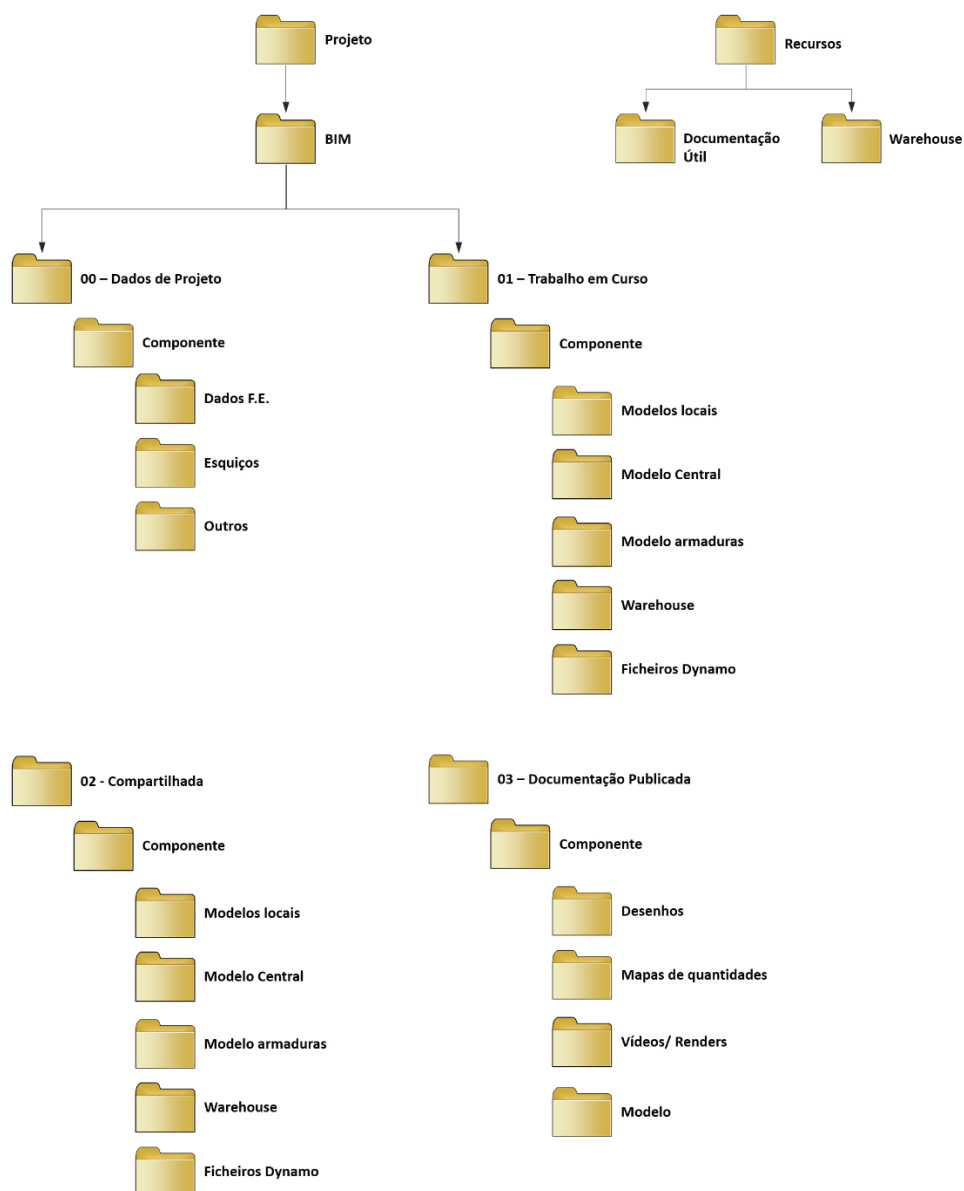 Projeto
Recursos
BIM
Documentação
Útil
Warehouse
00 – Dados de Projeto
Componente
Dados F.E.
Esquiços
Outros
01 – Trabalho em Curso
Componente
Modelos locais
Modelo Central
Modelo armaduras
Warehouse
Ficheiros Dynamo
02 - Compartilhada
Componente
Modelos locais
Modelo Central
Modelo armaduras
Warehouse
Ficheiros Dynamo
03 – Documentação Publicada
Componente
Desenhos
Mapas de quantidades
Vídeos/ Renders
Modelo